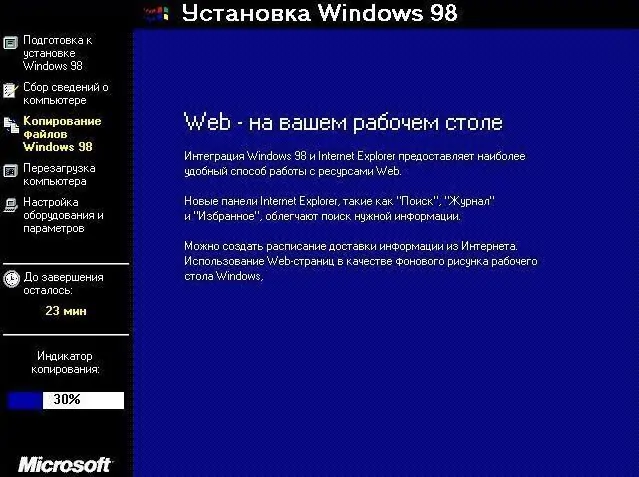 Установка Windows 98
Подготовка к
установке
Windows 98
Сбор сведений о
компьютере
Копирование
файлов
Windows 98
Перезагрузка
компьютера
Настройка
оборудования и
параметров
До завершения
осталось:
23 мин
Индикатор
копирования:
30%
Microsoft
Web - на вашем рабочем столе
Интеграция Windows 98 и Internet Explorer предоставляет наиболее
удобный способ работы с ресурсами Web.
Новые панели Internet Explorer, такие как "Поиск", "Журнал"
и "Избранное", облегчают поиск нужной информации.
Можно создать расписание доставки информации из Интернета.
Использование Web-страниц в качестве фонового рисунка рабочего
стола Windows,